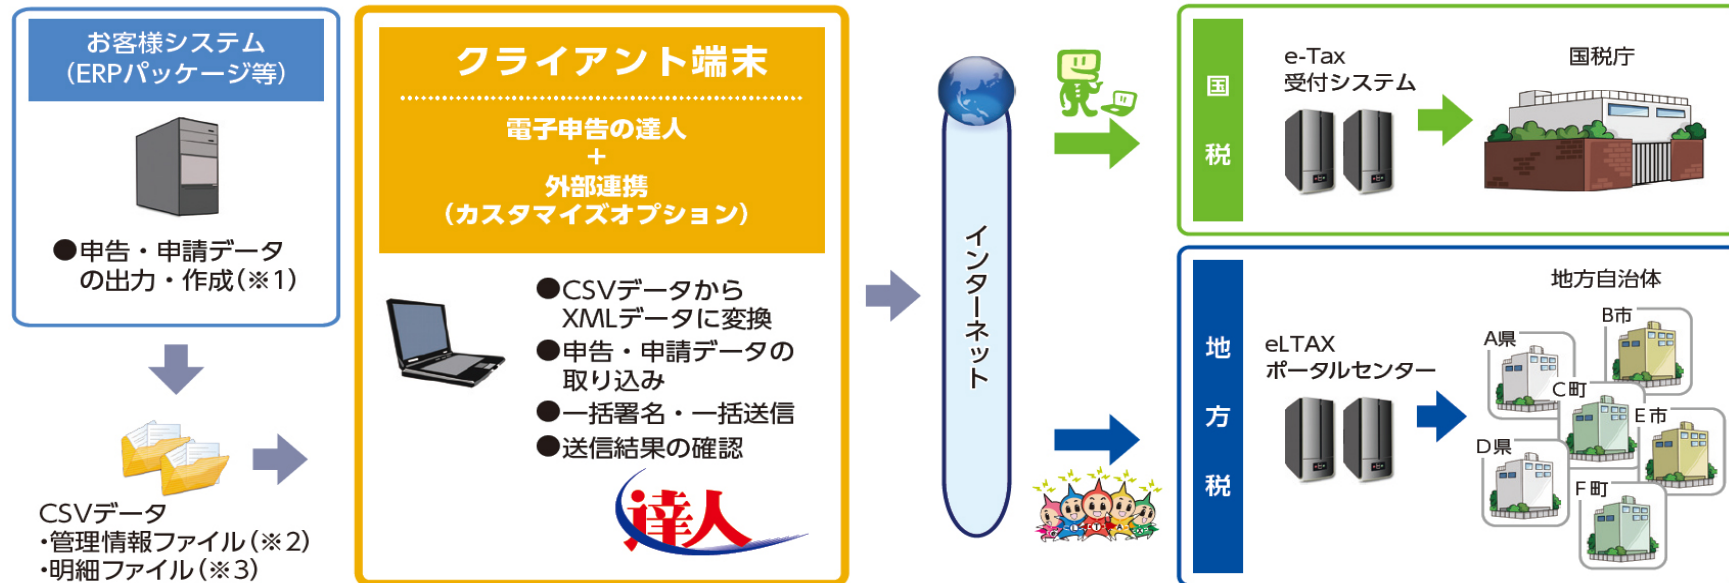 お客様システム
(ERPパッケージ等)
●申告・申請データ
の出力・作成(※1)
CSVデータ
・管理情報ファイル(※2)
・明細ファイル(※3)
クライアント端末
電子申告の達人
+
外部連携
(カスタマイズオプション)
●CSVデータから
XMLデータに変換
●申告・申請データの
取り込み
●一括署名・一括送信
●送信結果の確認
達人
インターネット
国税
e-Tax
受付システム
国税庁
地方税
eLTAX
ポータルセンター
地方自治体
A県
B市
C町
D県
E市
F町